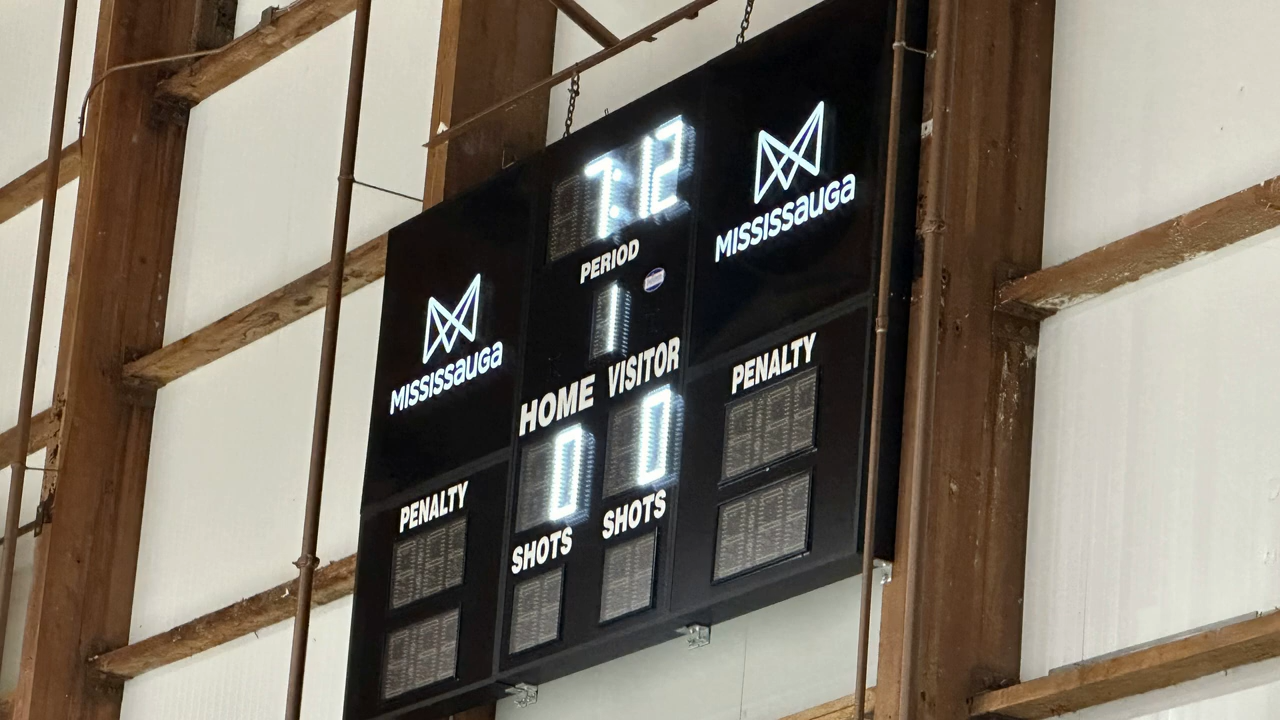 7:12
MISSISSAUGA
PERIOD
1
MISSISSAUGA
HOME VISITOR
0 0
PENALTY
PENALTY
SHOTS SHOTS